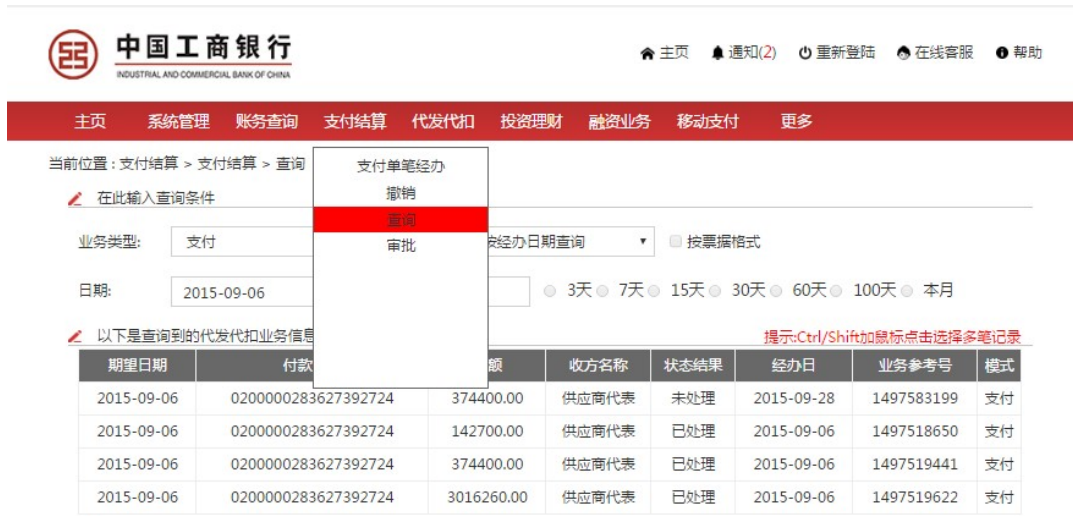 中国工商银行
INDUSTRIAL AND COMMERCIAL BANK OF CHINA
主页 通知(2) 重新登陆 在线客服 帮助
主页 系统管理 账务查询 支付结算 代发代扣 投资理财 融资业务 移动支付 更多
当前位置：支付结算 > 支付结算 > 查询
支付单笔经办
撤销
查询
审批
在此输入查询条件
业务类型: 支付 按经办日期查询 按票据格式
日期: 2015-09-06 3天 7天 15天 30天 60天 100天 本月
以下是查询到的代发代扣业务信息
提示:Ctrl/Shift加鼠标点击选择多笔记录
期望日期 付款 额 收方名称 状态结果 经办日 业务参考号 模式
2015-09-06 0200000283627392724 374400.00 供应商代表 未处理 2015-09-28 1497583199 支付
2015-09-06 0200000283627392724 142700.00 供应商代表 已处理 2015-09-06 1497518650 支付
2015-09-06 0200000283627392724 374400.00 供应商代表 已处理 2015-09-06 1497519441 支付
2015-09-06 0200000283627392724 3016260.00 供应商代表 已处理 2015-09-06 1497519622 支付